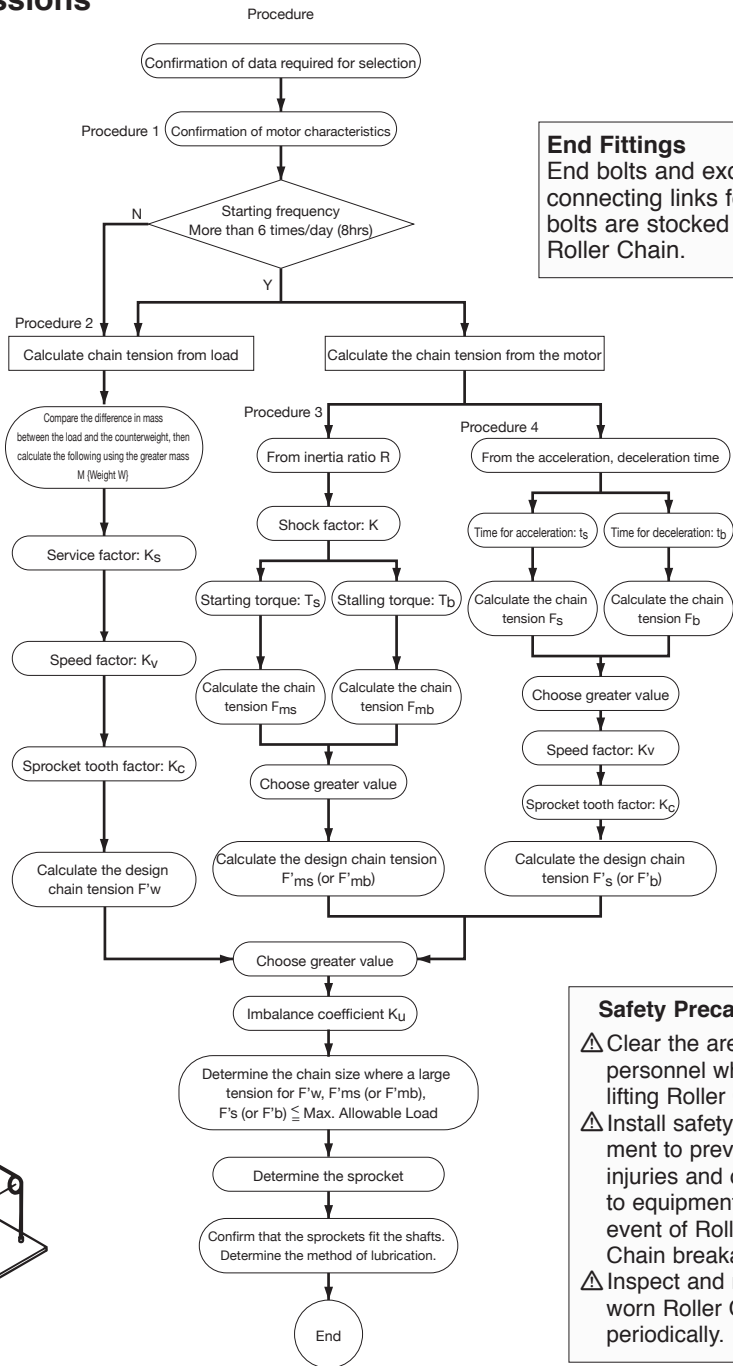 ssions
Procedure
Confirmation of data required for selection
Procedure 1
Confirmation of motor characteristics
End Fittings
End bolts and
connecting links
bolts are stocked
Roller Chain.
Starting frequency
More than 6 times/day (8hrs)
N
Y
Procedure 2
Calculate chain tension from load
Calculate the chain tension from the motor
Compare the difference in mass
between the load and the counterweight, then
calculate the following using the greater mass
M {Weight W}
Procedure 3
From inertia ratio R
Procedure 4
From the acceleration, deceleration time
Shock factor: K
Time for acceleration: ts
Time for deceleration: tb
Service factor: Ks
Starting torque: Ts
Stalling torque: Tb
Calculate the chain
tension Fs
Calculate the chain
tension Fb
Speed factor: Kv
Calculate the chain
tension Fms
Calculate the chain
tension Fmb
Choose greater value
Speed factor: Kv
Sprocket tooth factor: Kc
Choose greater value
Sprocket tooth factor: Kc
Calculate the design
chain tension F'w
Calculate the design chain tension
F'ms (or F'mb)
Calculate the design chain
tension F's (or F'b)
Choose greater value
Imbalance coefficient Ku
Determine the chain size where a large
tension for F'w, F'ms (or F'mb),
F's (or F'b) ≦ Max. Allowable Load
Determine the sprocket
Confirm that the sprockets fit the shafts.
Determine the method of lubrication.
End
Safety Preca
⚠ Clear the are
personnel wh
lifting Roller
⚠ Install safety
ment to prev
injuries and
to equipment
event of Roll
Chain breaka
⚠ Inspect and
worn Roller
periodically.